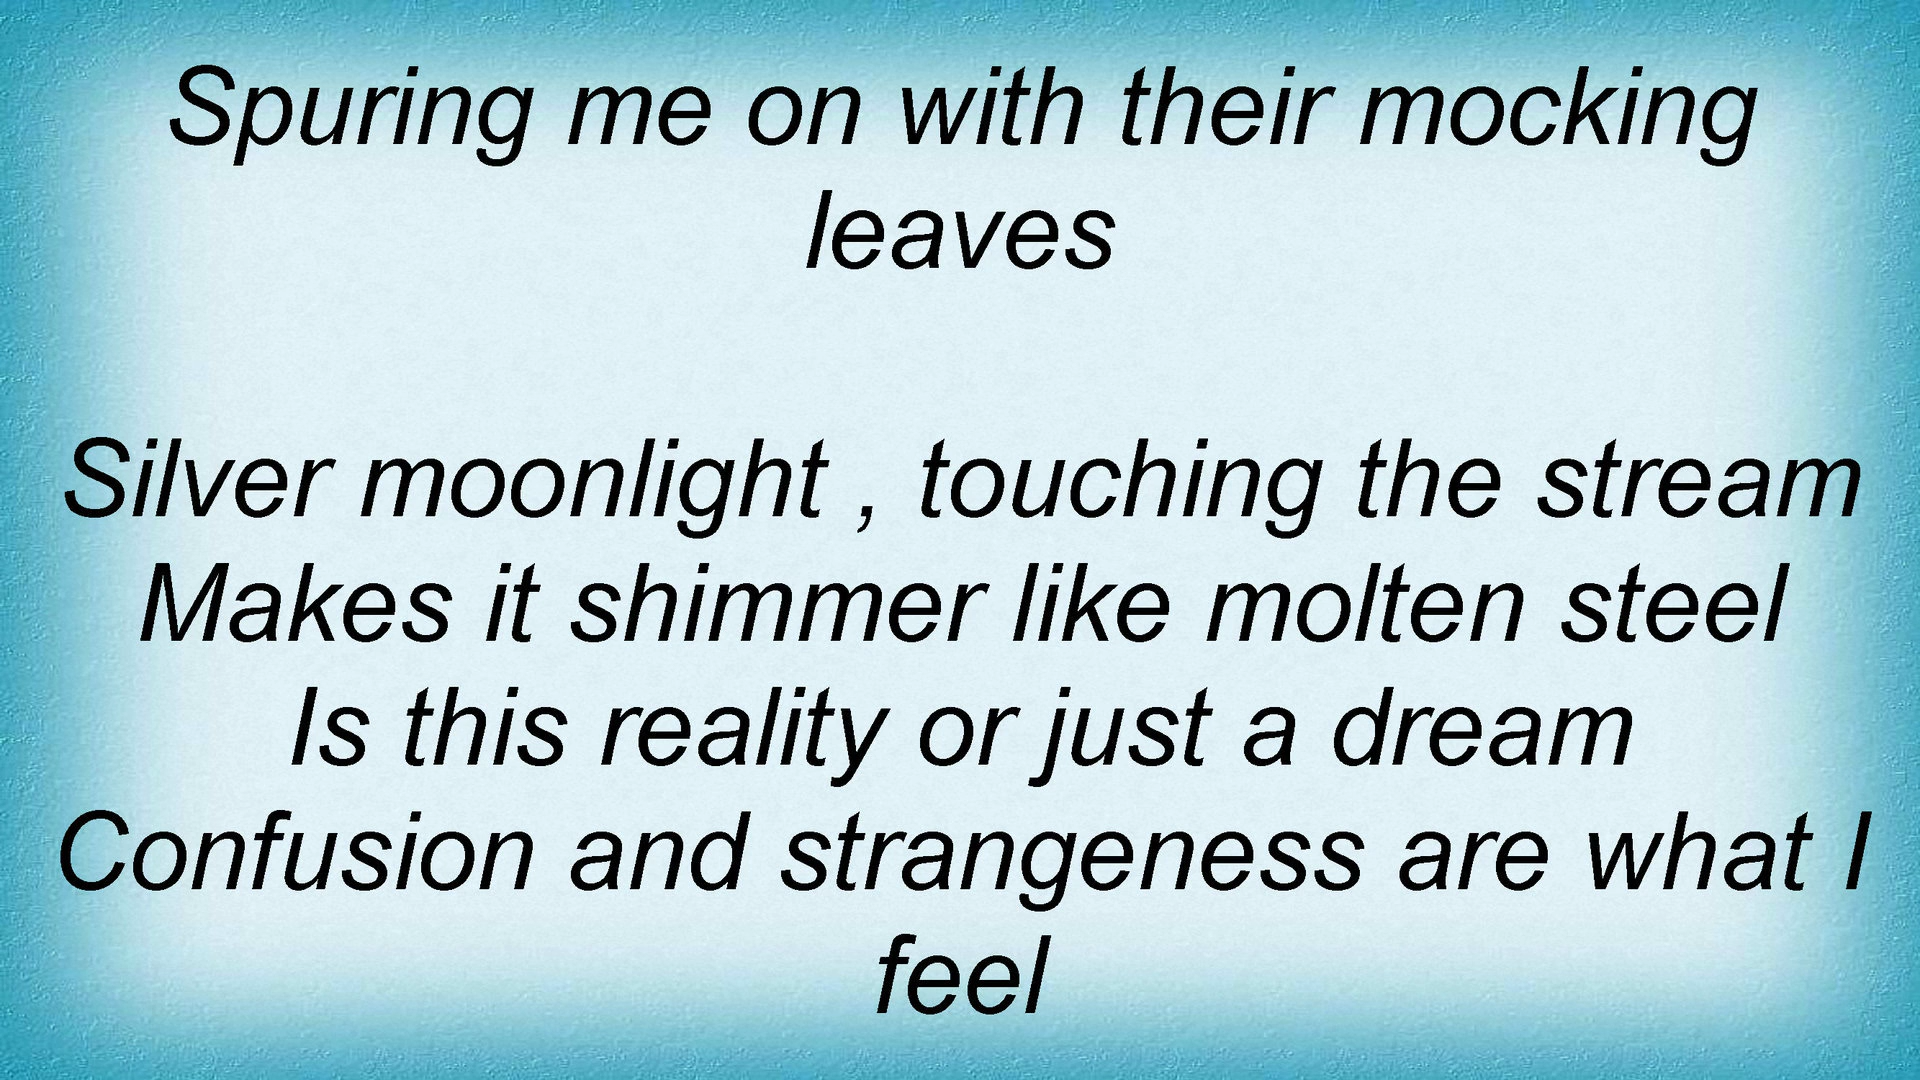 Spuring me on with their mocking
leaves
Silver moonlight , touching the stream
Makes it shimmer like molten steel
Is this reality or just a dream
Confusion and strangeness are what I
feel